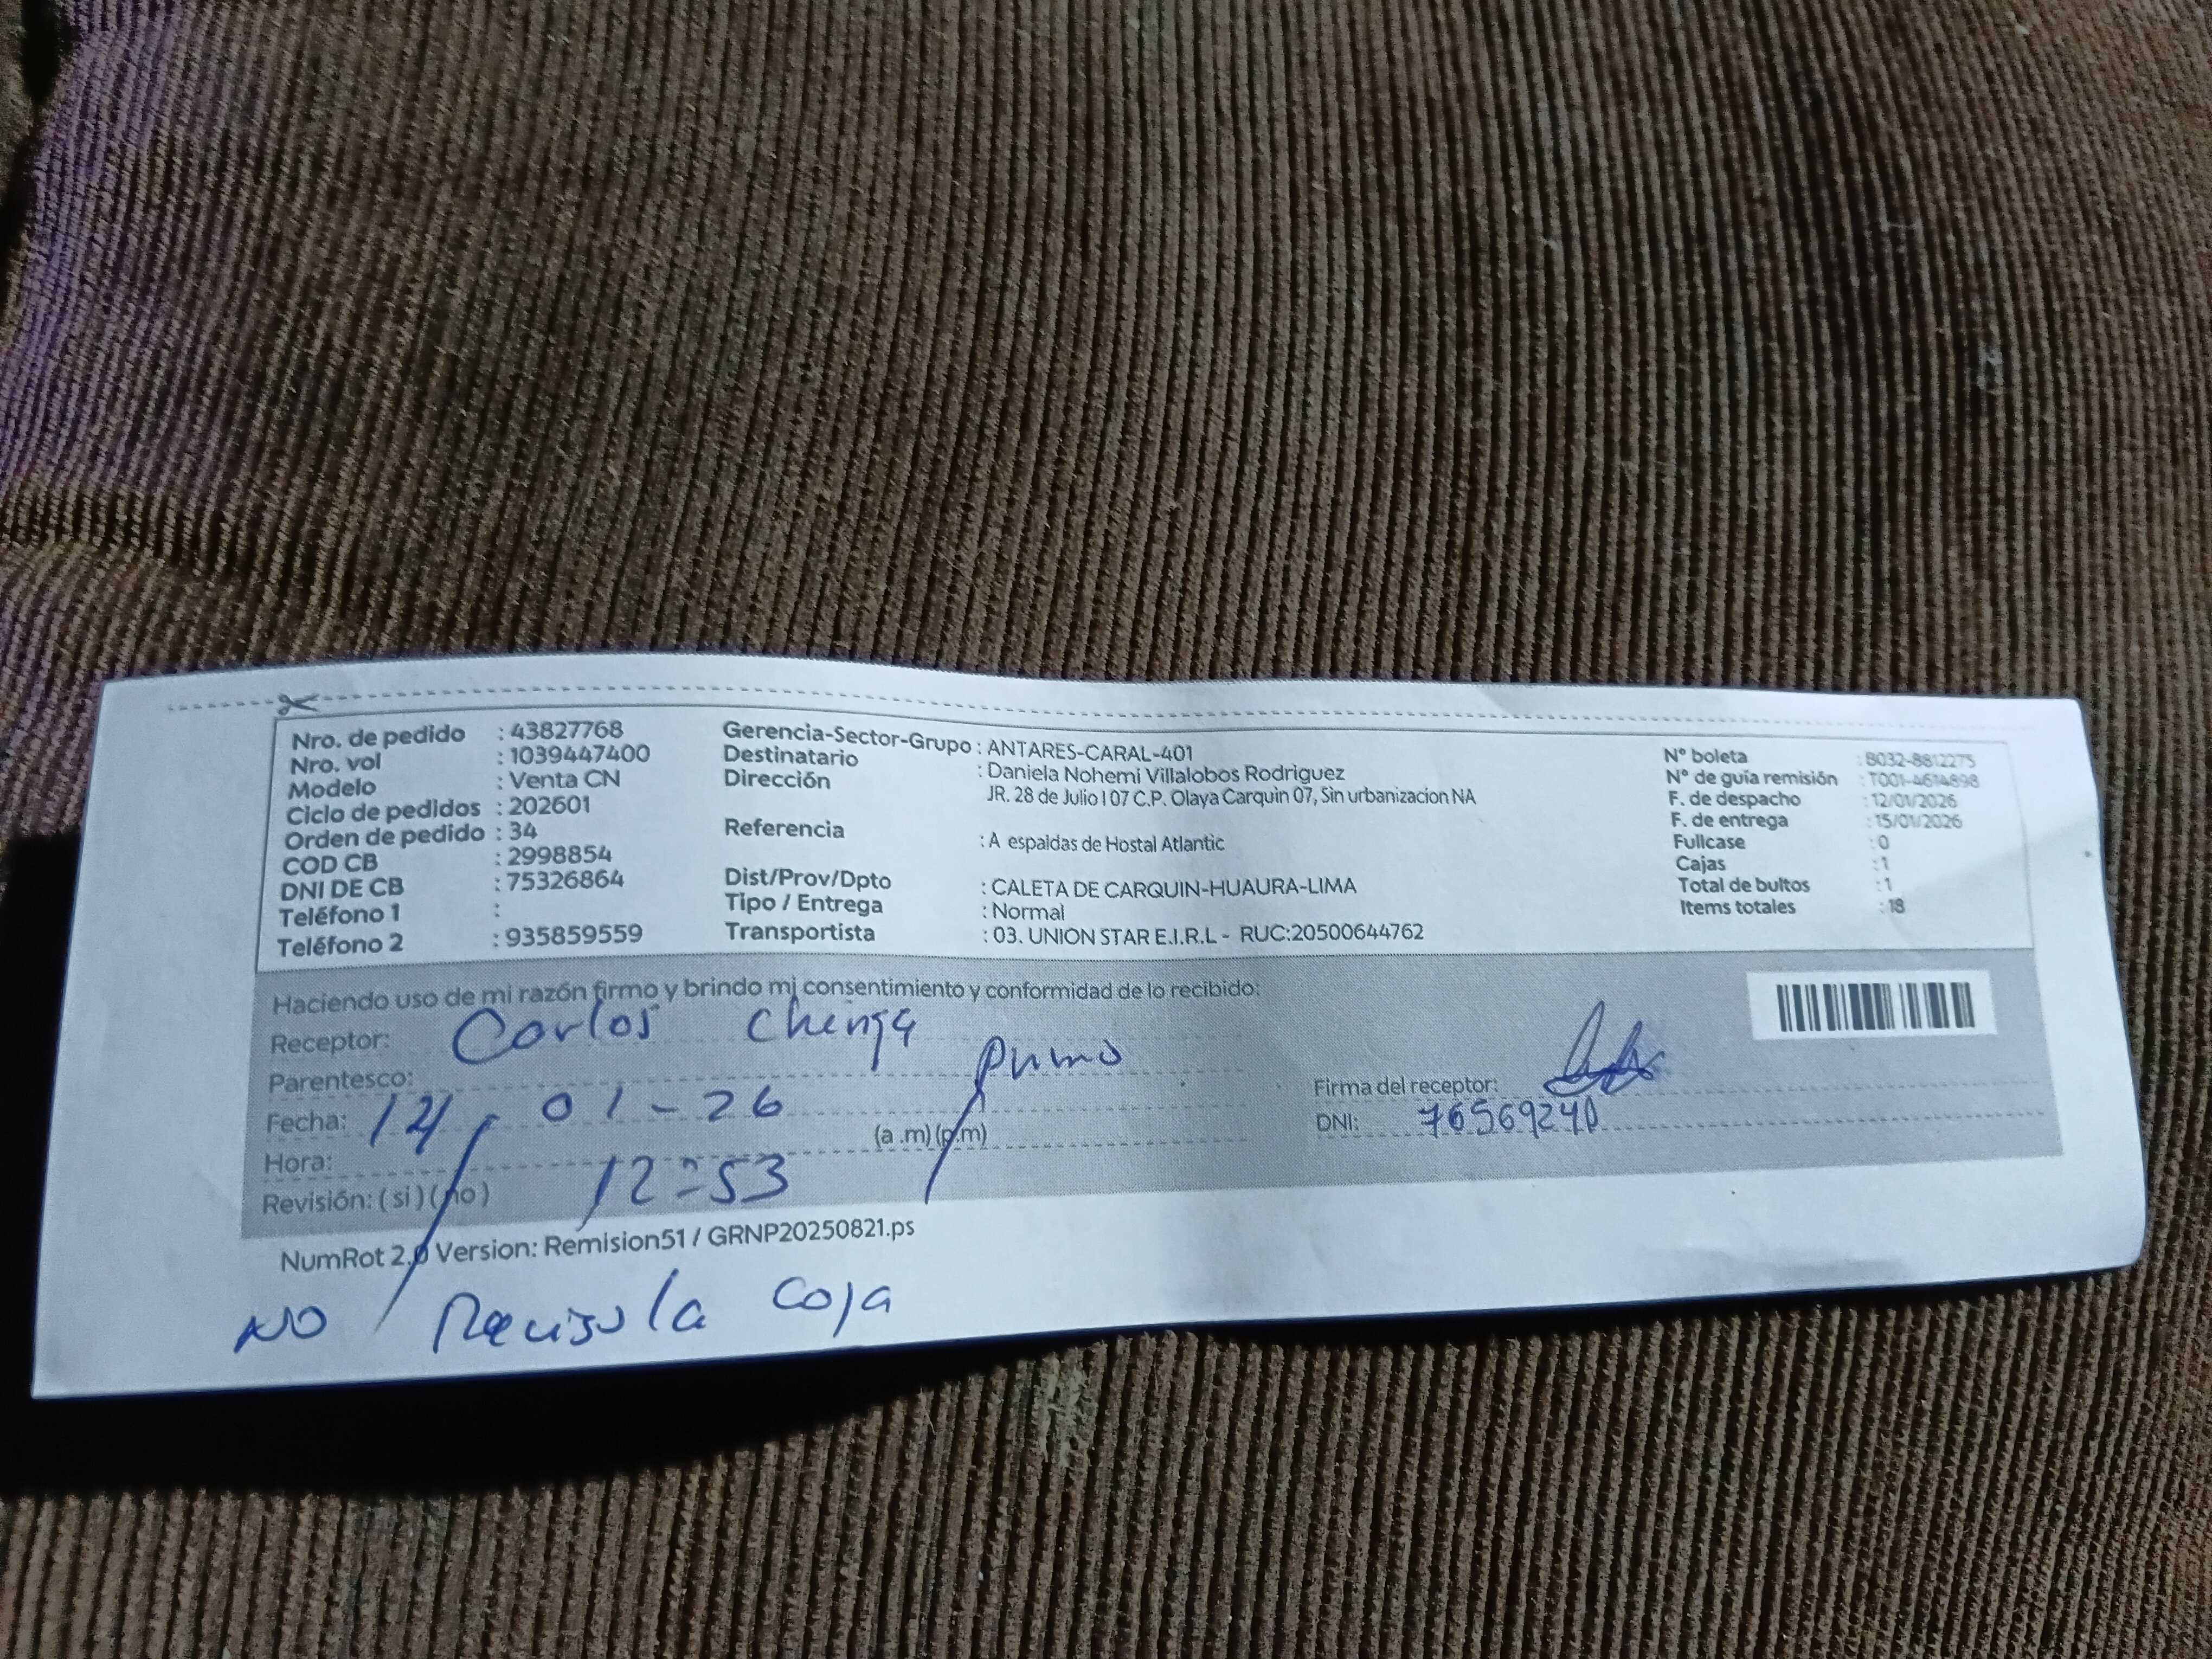 Nro. de pedido : 43827768
Nro. vol : 1039447400
Modelo : Venta CN
Ciclo de pedidos : 202601
Orden de pedido : 34
COD CB : 2998854
DNI DE CB : 75326864
Teléfono 1 :
Teléfono 2 : 935859559
Gerencia-Sector-Grupo : ANTARES-CARAL-401
Destinatario : Daniela Nohemi Villalobos Rodriguez
Dirección JR. 28 de Julio I 07 C.P. Olaya Carquin 07, Sin urbanizacion NA
Referencia : A espaldas de Hostal Atlantic
Dist/Prov/Dpto : CALETA DE CARQUIN-HUAURA-LIMA
Tipo / Entrega : Normal
Transportista : 03. UNION STAR E.I.R.L - RUC:20500644762
N° boleta : B032-8812275
N° de guía remisión : T001-4614898
F. de despacho : 12/01/2026
F. de entrega : 15/01/2026
Fullcase : 0
Cajas : 1
Total de bultos : 1
Items totales : 18
Haciendo uso de mi razón firmo y brindo mi consentimiento y conformidad de lo recibido:
Receptor: Carlos
Parentesco: primo
Fecha: 14 - 01 - 26
Hora: 12:53 (a .m) (p.m)
Revisión: ( si ) ( no )
Firma del receptor:
DNI: 76569240
NumRot 2.0 Version: Remision51 / GRNP20250821.ps
NO Reviso la Caja